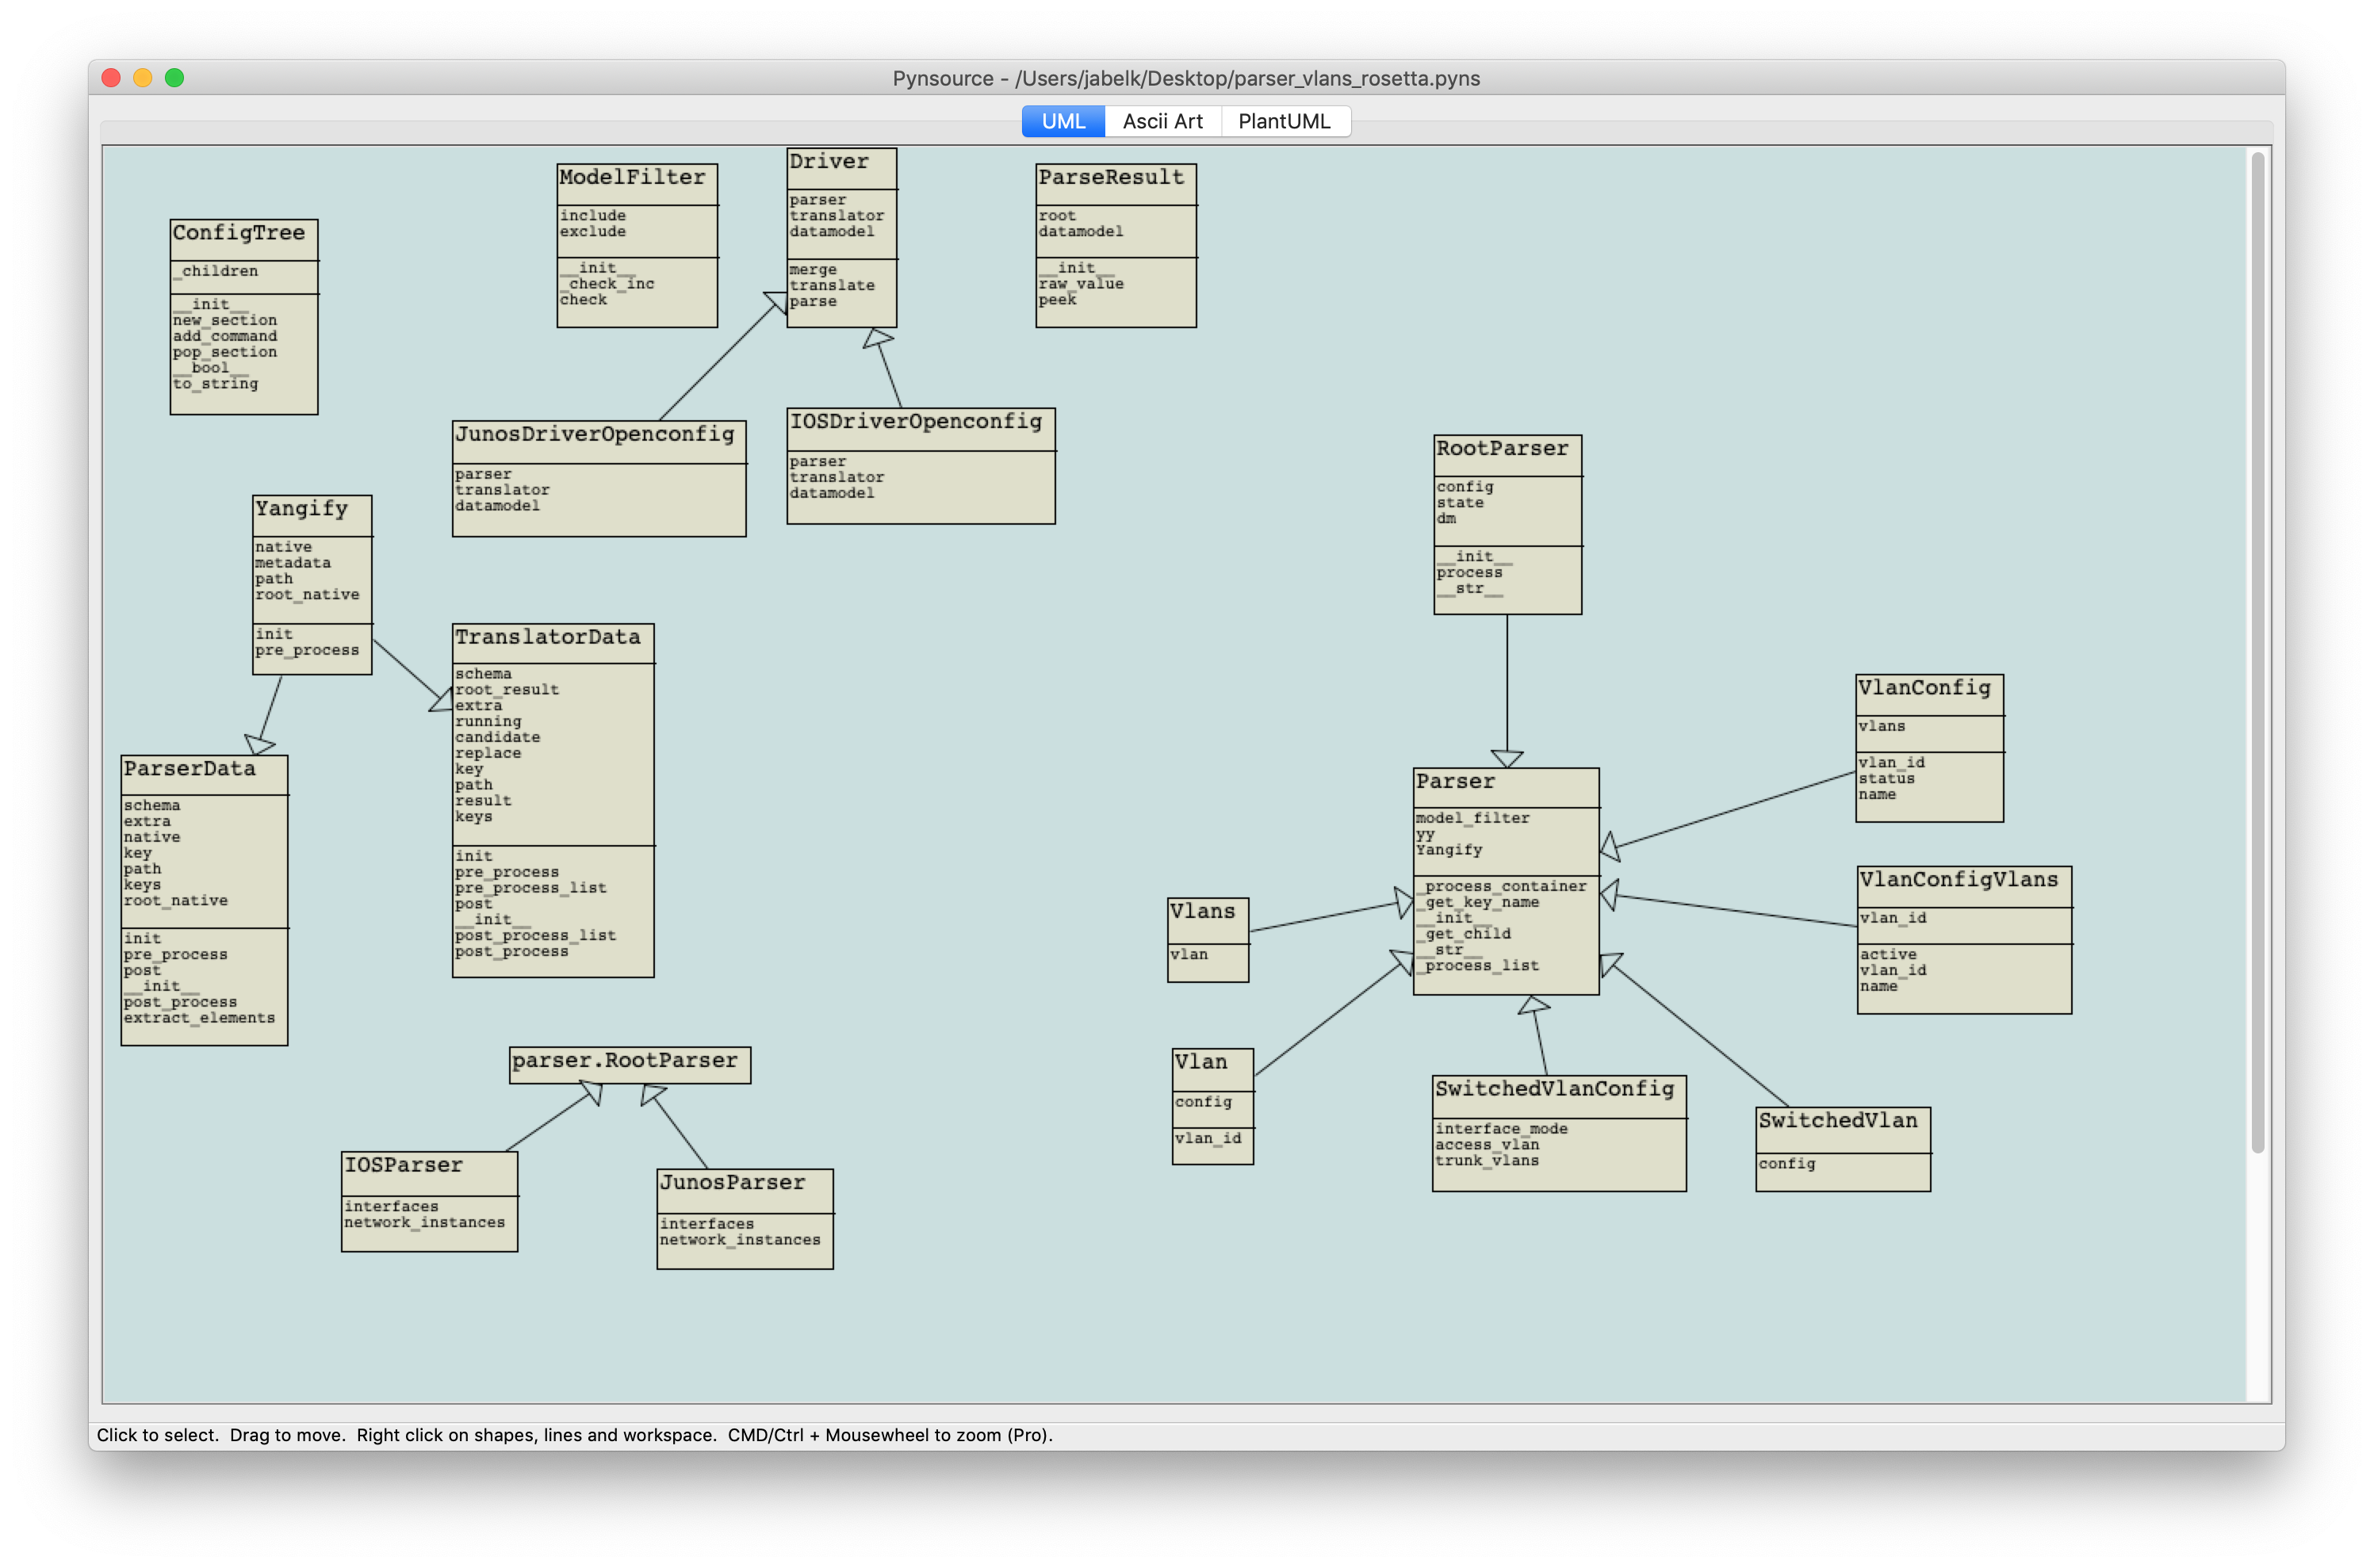 Pynsource - /Users/jabelk/Desktop/parser_vlans_rosetta.pyns
UML
Ascii Art
PlantUML
ConfigTree
_children
__init__
new_section
add_command
pop_section
__bool__
to_string
ModelFilter
include
exclude
__init__
_check_inc
check
Driver
parser
translator
datamodel
merge
translate
parse
ParseResult
root
datamodel
__init__
raw_value
peek
JunosDriverOpenconfig
parser
translator
datamodel
IOSDriverOpenconfig
parser
translator
datamodel
RootParser
config
state
dm
__init__
process
__str__
Yangify
native
metadata
path
root_native
init
pre_process
TranslatorData
schema
root_result
extra
running
candidate
replace
key
path
result
keys
init
pre_process
pre_process_list
post
__init__
post_process_list
post_process
ParserData
schema
extra
native
key
path
keys
root_native
init
pre_process
post
__init__
post_process
extract_elements
VlanConfig
vlans
vlan_id
status
name
Parser
model_filter
yy
Yangify
_process_container
_get_key_name
__init__
_get_child
__str__
_process_list
VlanConfigVlans
vlan_id
active
vlan_id
name
Vlans
vlan
Vlan
config
vlan_id
SwitchedVlanConfig
interface_mode
access_vlan
trunk_vlans
SwitchedVlan
config
parser.RootParser
IOSParser
interfaces
network_instances
JunosParser
interfaces
network_instances
Click to select.  Drag to move.  Right click on shapes, lines and workspace.  CMD/Ctrl + Mousewheel to zoom (Pro).